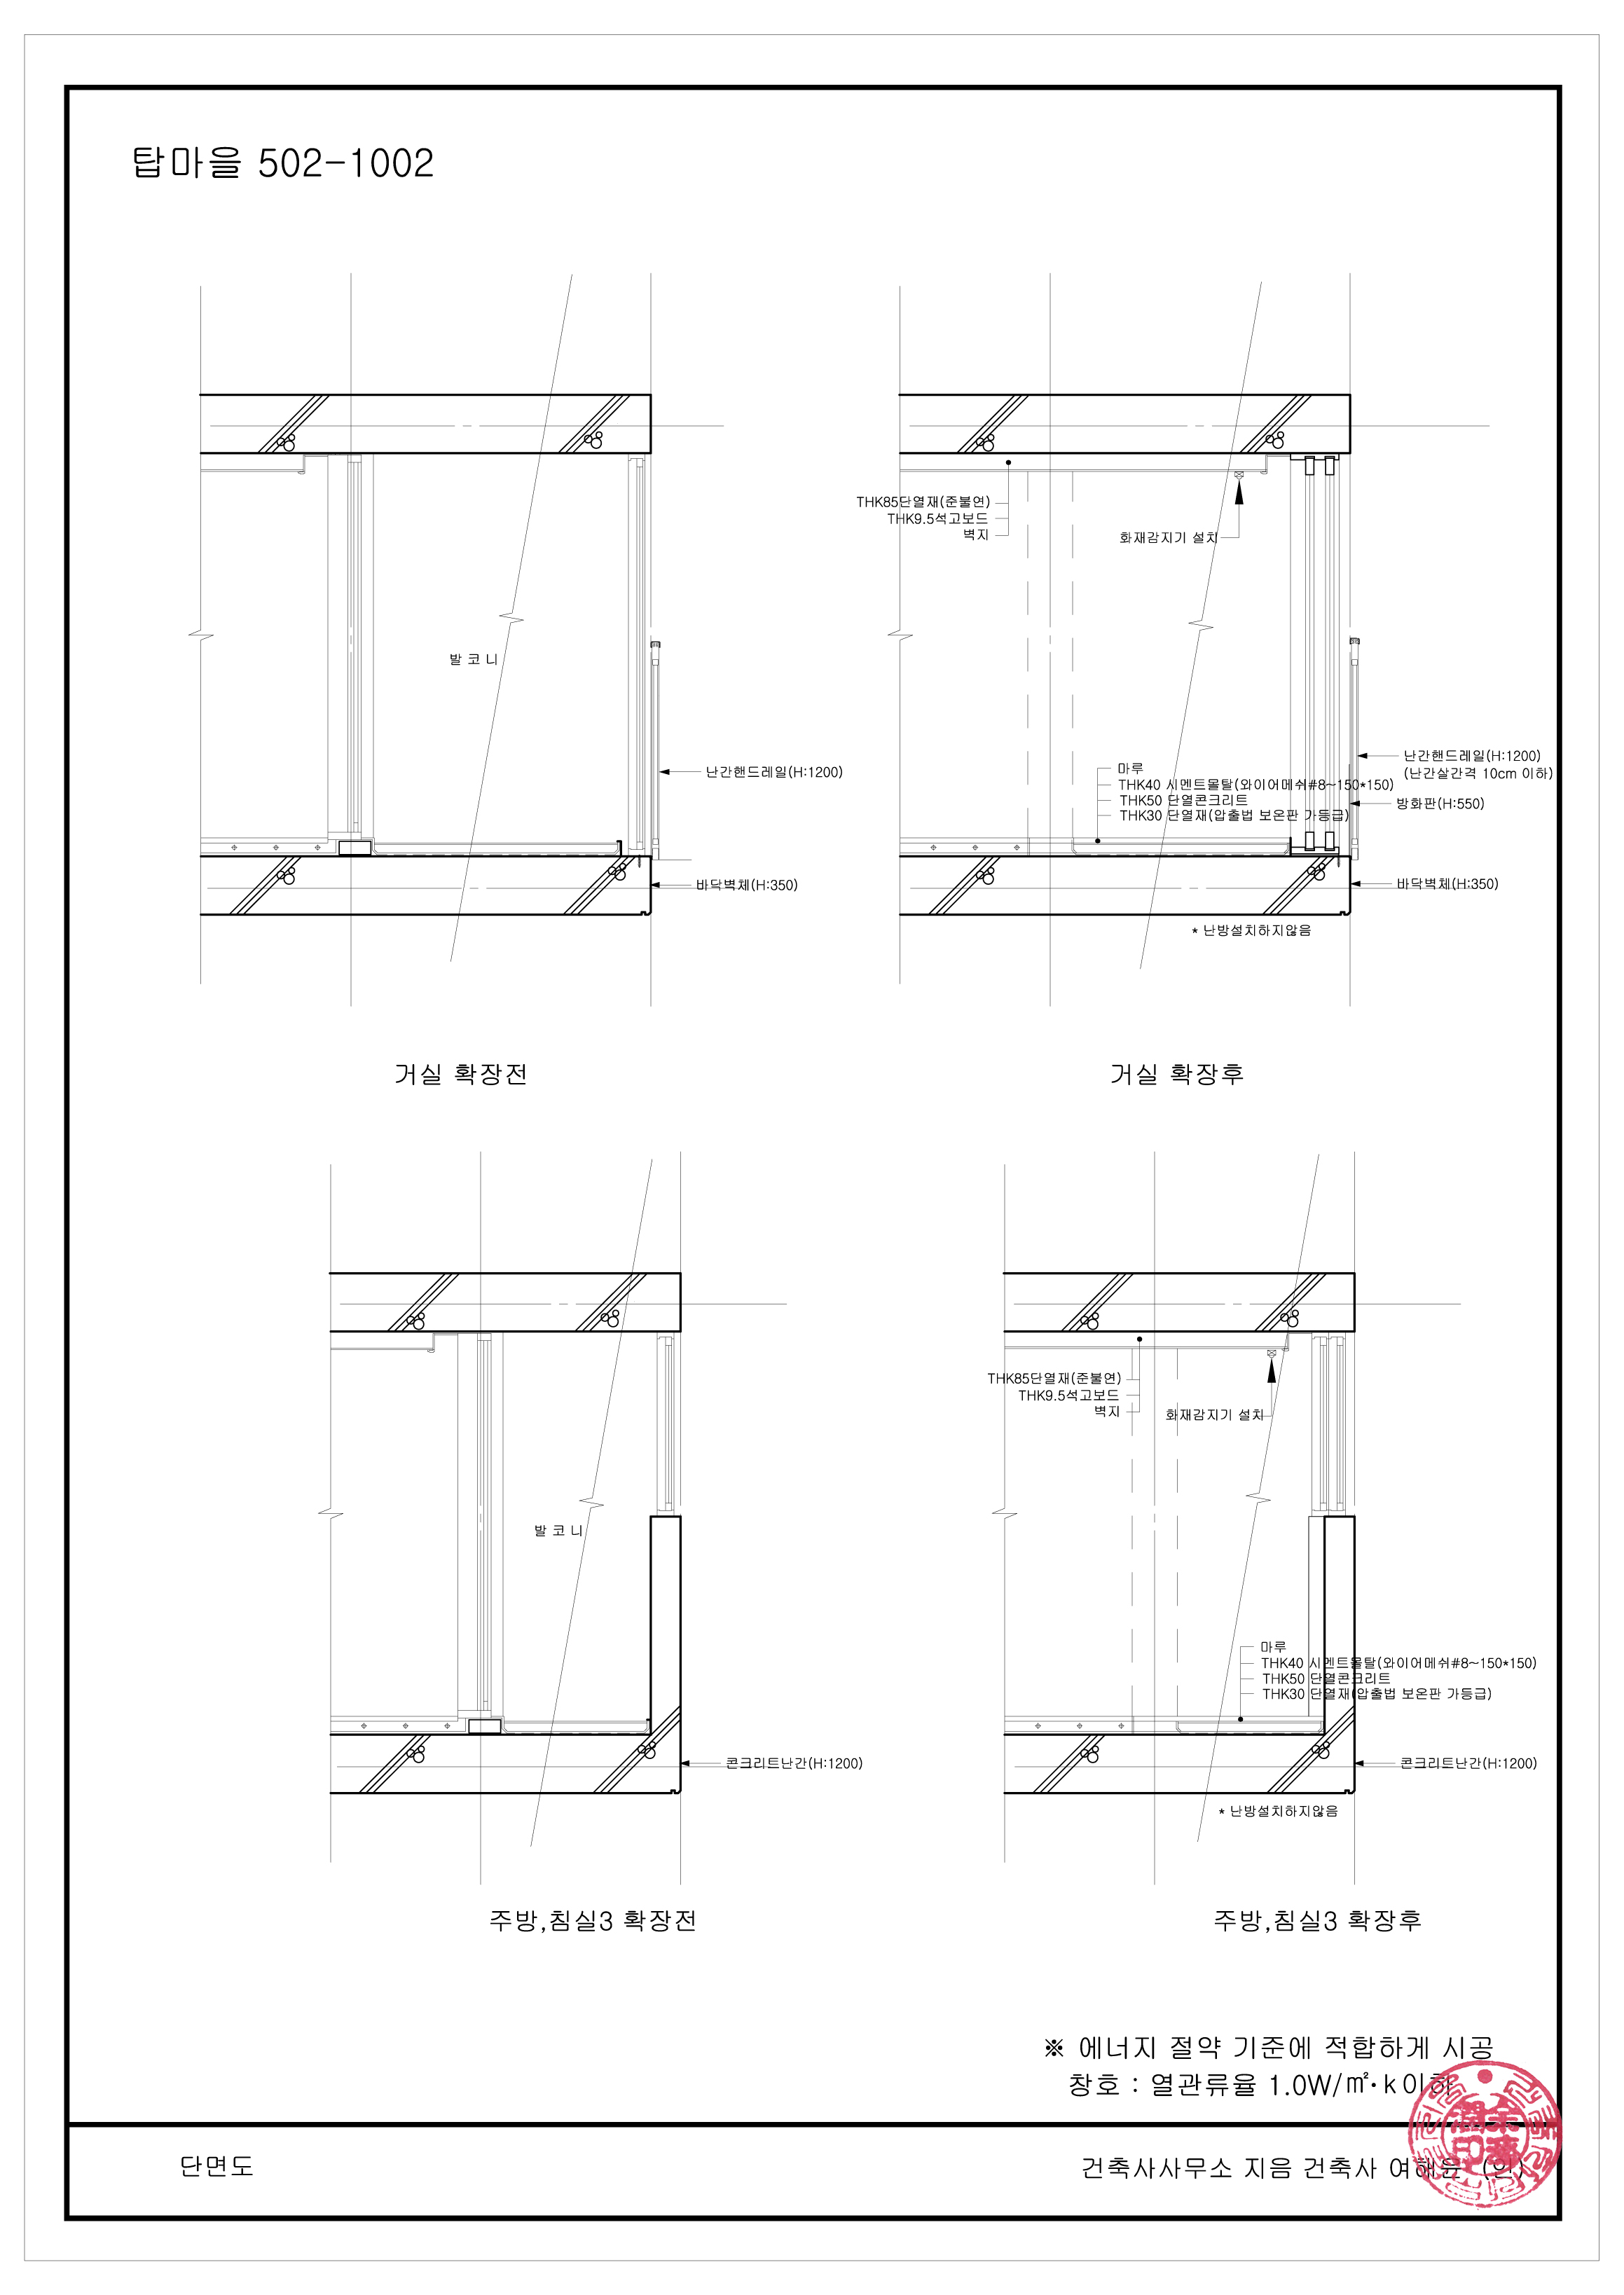 탑마을 502-1002
발 코 니
난간핸드레일(H:1200)
바닥벽체(H:350)
거실 확장전
THK85단열재(준불연)
THK9.5석고보드
벽지
화재감지기 설치
마루
THK40 시멘트몰탈(와이어메쉬#8~150*150)
THK50 단열콘크리트
THK30 단열재(압출법 보온판 가등급)
난간핸드레일(H:1200)
(난간살간격 10cm 이하)
방화판(H:550)
바닥벽체(H:350)
* 난방설치하지않음
거실 확장후
발 코 니
콘크리트난간(H:1200)
주방,침실3 확장전
THK85단열재(준불연)
THK9.5석고보드
벽지
화재감지기 설치
마루
THK40 시멘트몰탈(와이어메쉬#8~150*150)
THK50 단열콘크리트
THK30 단열재(압출법 보온판 가등급)
콘크리트난간(H:1200)
* 난방설치하지않음
주방,침실3 확장후
※ 에너지 절약 기준에 적합하게 시공
창호 : 열관류율 1.0W/㎡·k이하
단면도
건축사사무소 지음 건축사 (인)